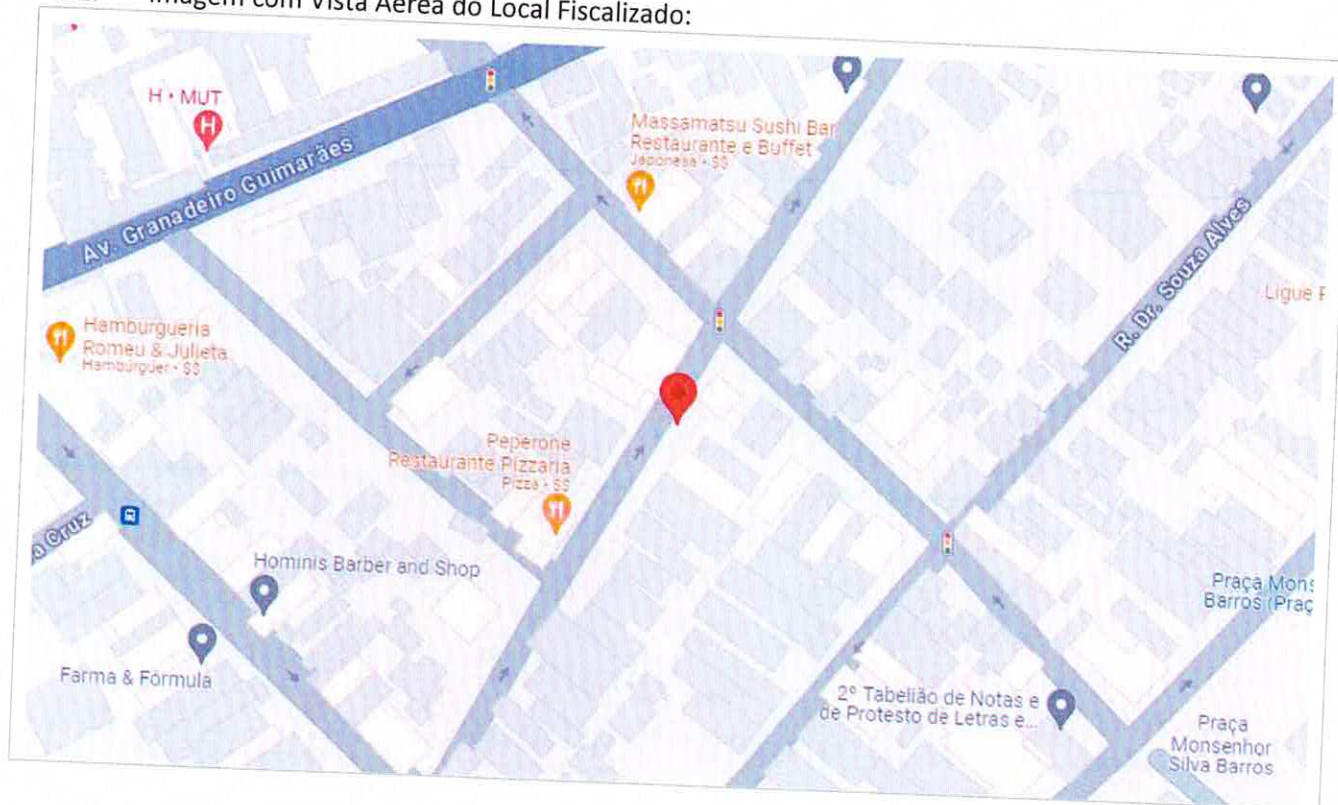 Imagem com Vista Aérea do Local Fiscalizado:
H • MUT
H
Av. Granadeiro Guimarães
Massamatsu Sushi Bar
Restaurante e Buffet
Japonesa • $$
R. Dr. Souza Alves
Ligue
Hamburgueria
Romeu & Julieta
Hambúrguer • $$
Peperone
Restaurante Pizzaria
Pizza • $$
a Cruz
Hominis Barber and Shop
Farma & Fórmula
Praça Mons
Barros (Praç
2º Tabelião de Notas e
de Protesto de Letras e...
Praça
Monsenhor
Silva Barros